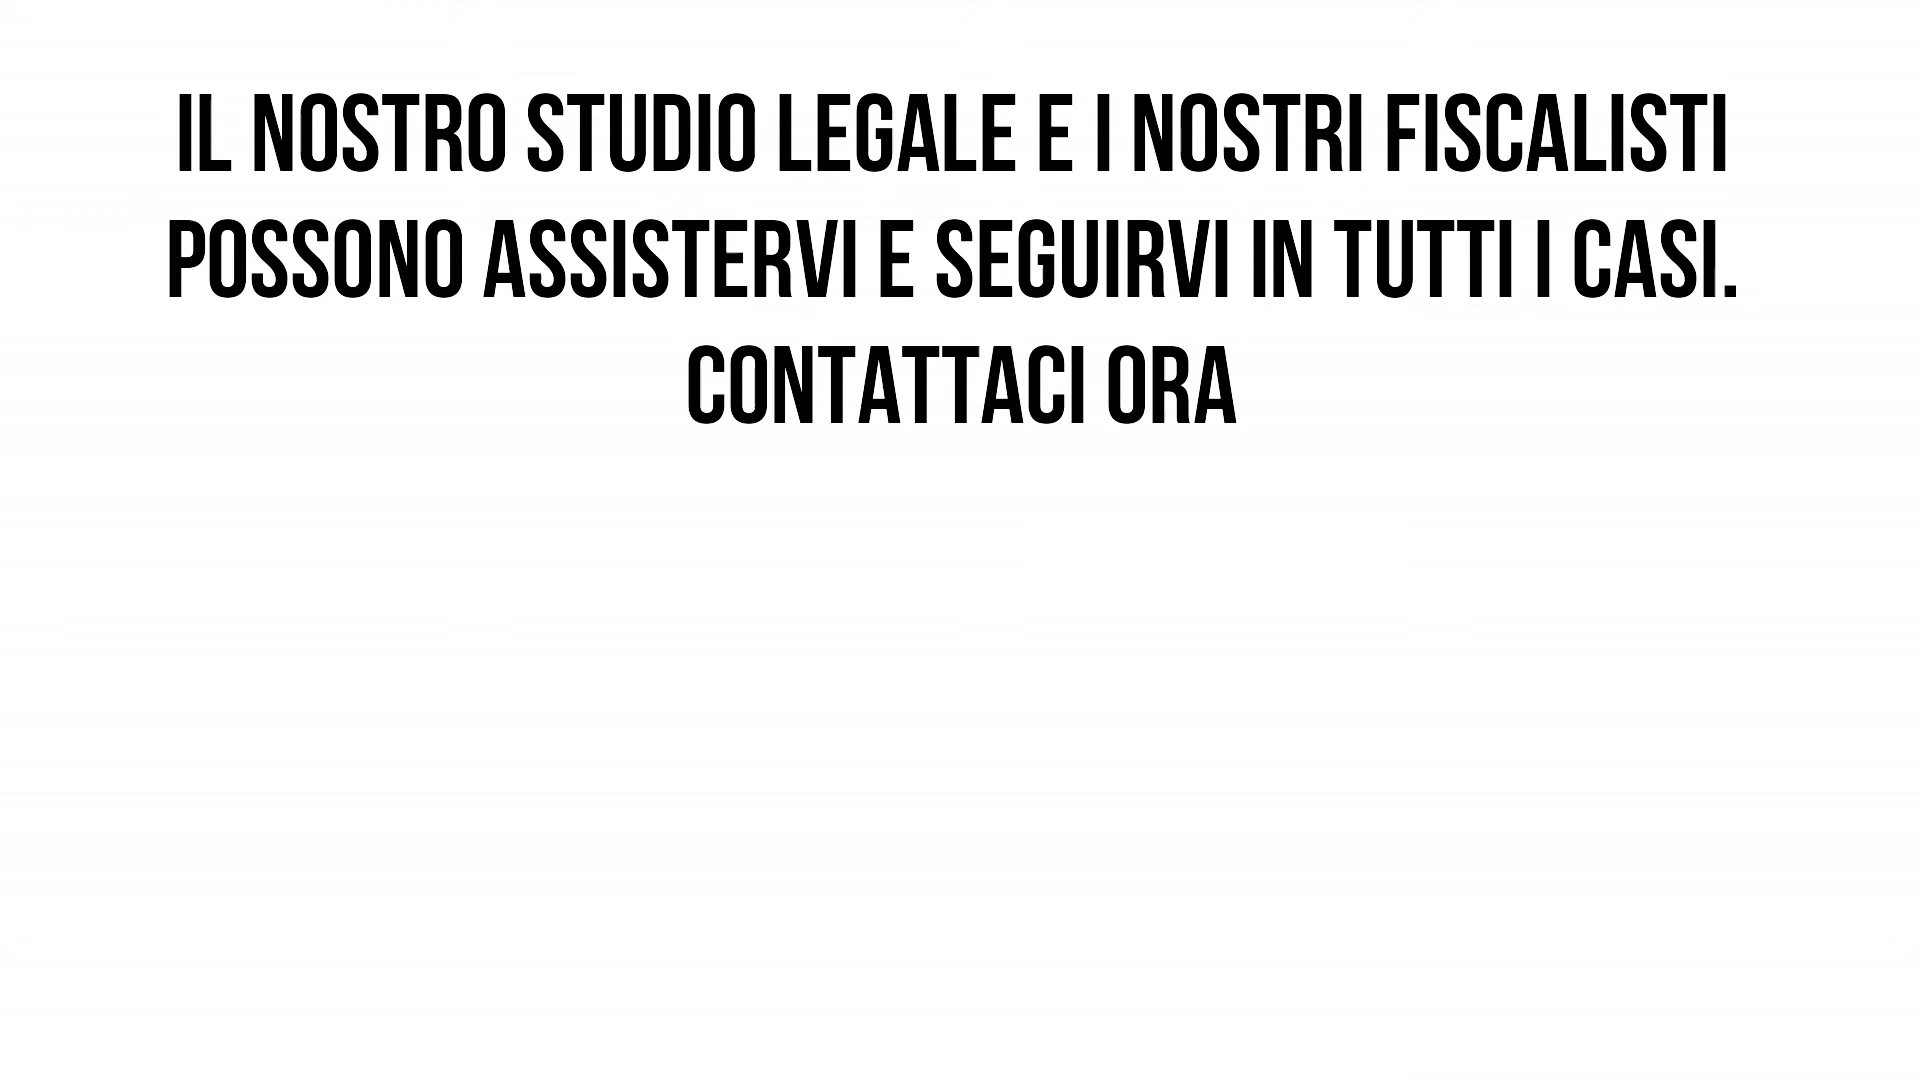 IL NOSTRO STUDIO LEGALE E I NOSTRI FISCALISTI
POSSONO ASSISTERVI E SEGUIRVI IN TUTTI I CASI.
CONTATTACI ORA